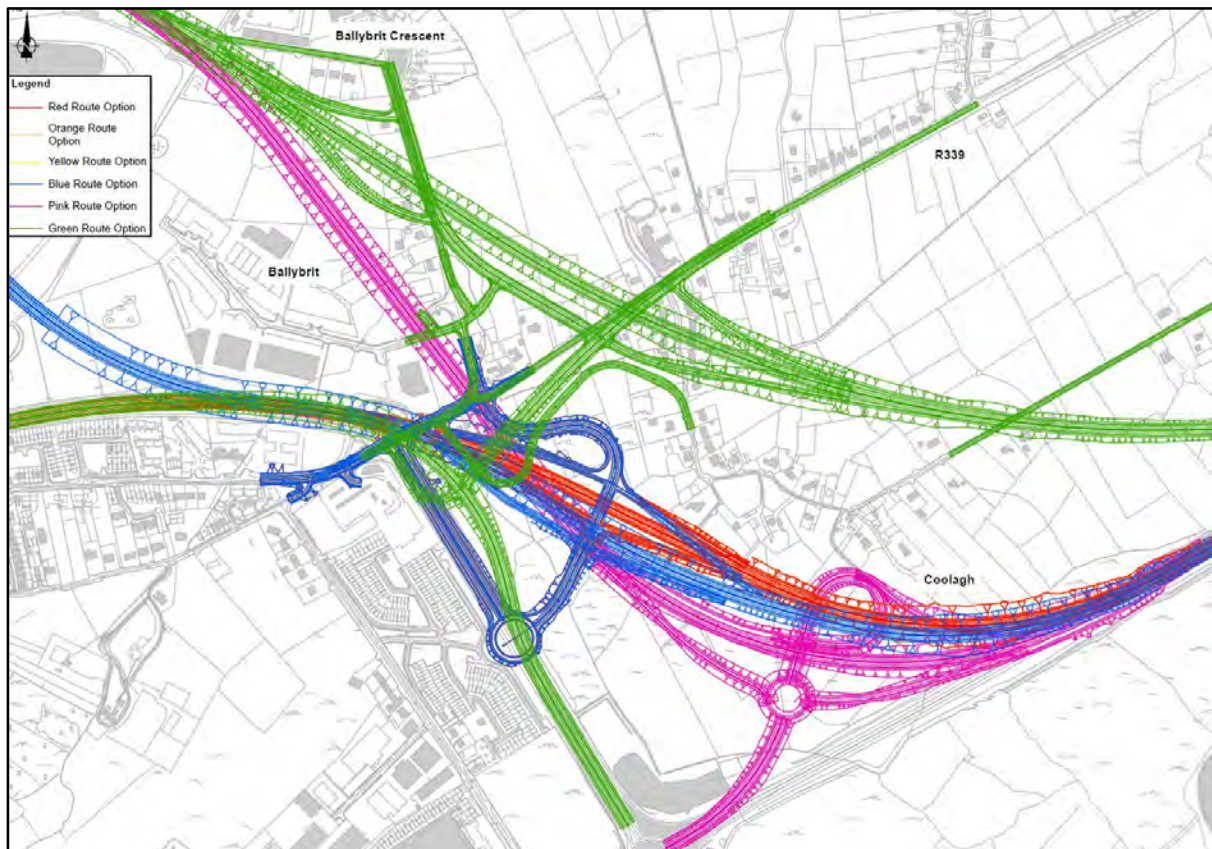 Ballybrit Crescent
Legend
Red Route Option
Orange Route
Option
Yellow Route Option
Blue Route Option
Pink Route Option
Green Route Option
R339
Ballybrit
Coolagh